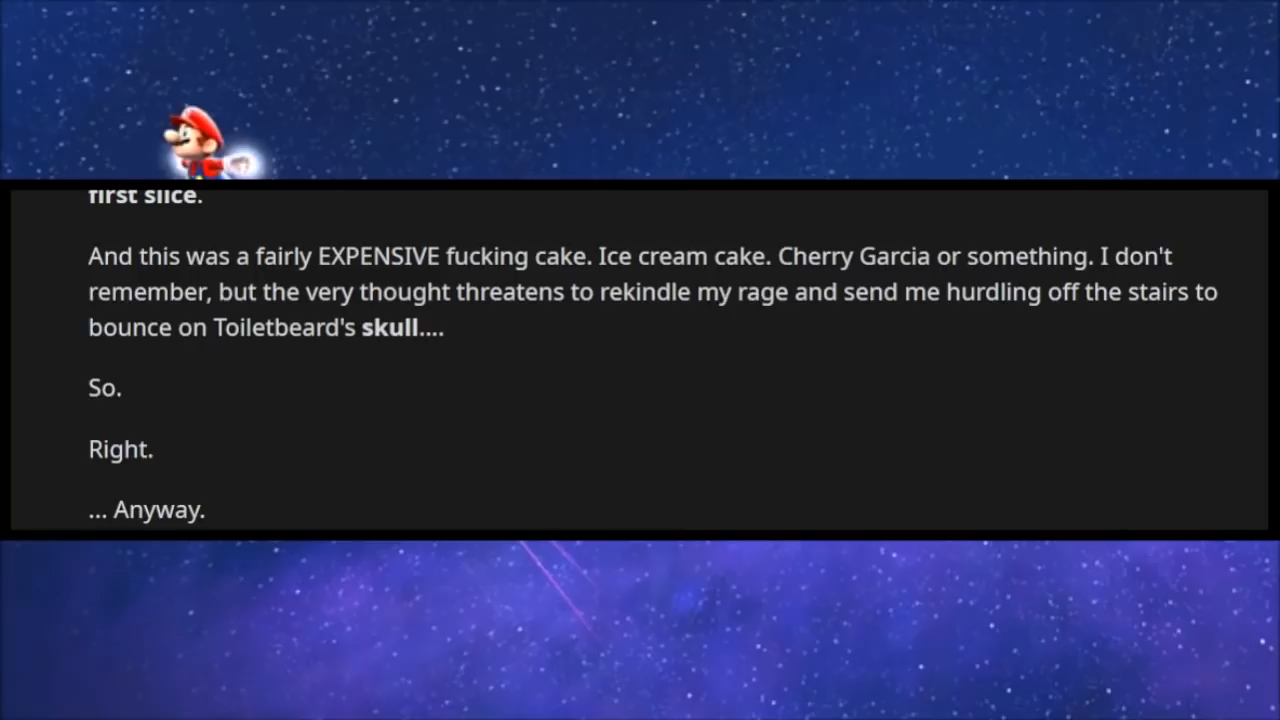 first slice.
And this was a fairly EXPENSIVE fucking cake. Ice cream cake. Cherry Garcia or something. I don't
remember, but the very thought threatens to rekindle my rage and send me hurdling off the stairs to
bounce on Toiletbeard's skull....
So.
Right.
... Anyway.